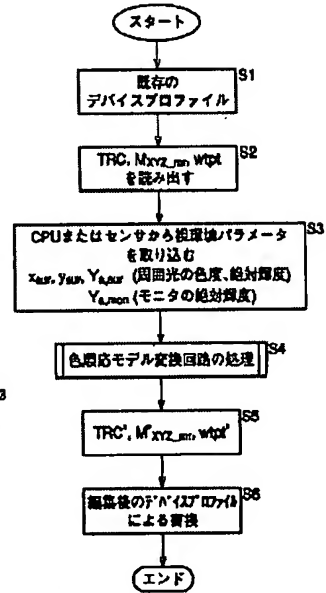 スタート
S1
既存の
デバイスプロファイル
S2
TRC, MXYZ_mn, wtpt
を読み出す
S3
CPUまたはセンサから視環境パラメータ
を取り込む
xsur, ysur, Ya,sur (周囲光の色度、絶対輝度)
Ya,mon (モニタの絶対輝度)
S4
色順応モデル変換回路の処理
S5
TRC', M'XYZ_mn, wtpt'
S6
編集後のデバイスプロファイル
による書換
エンド